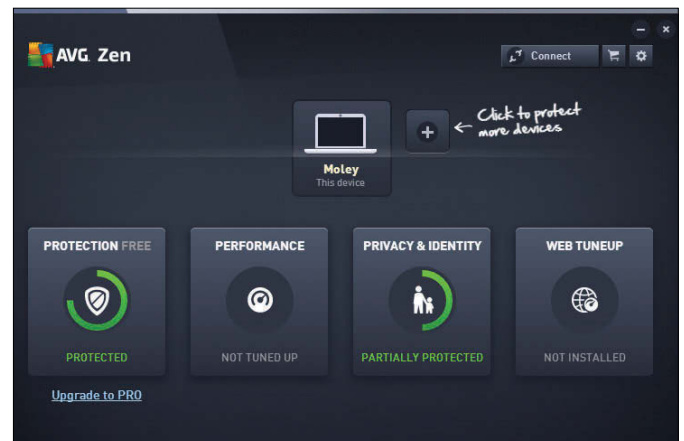 AVG Zen
Connect
Click to protect
more devices
Moley
This device
PROTECTION FREE
PERFORMANCE
PRIVACY & IDENTITY
WEB TUNEUP
PROTECTED
NOT TUNED UP
PARTIALLY PROTECTED
NOT INSTALLED
Upgrade to PRO